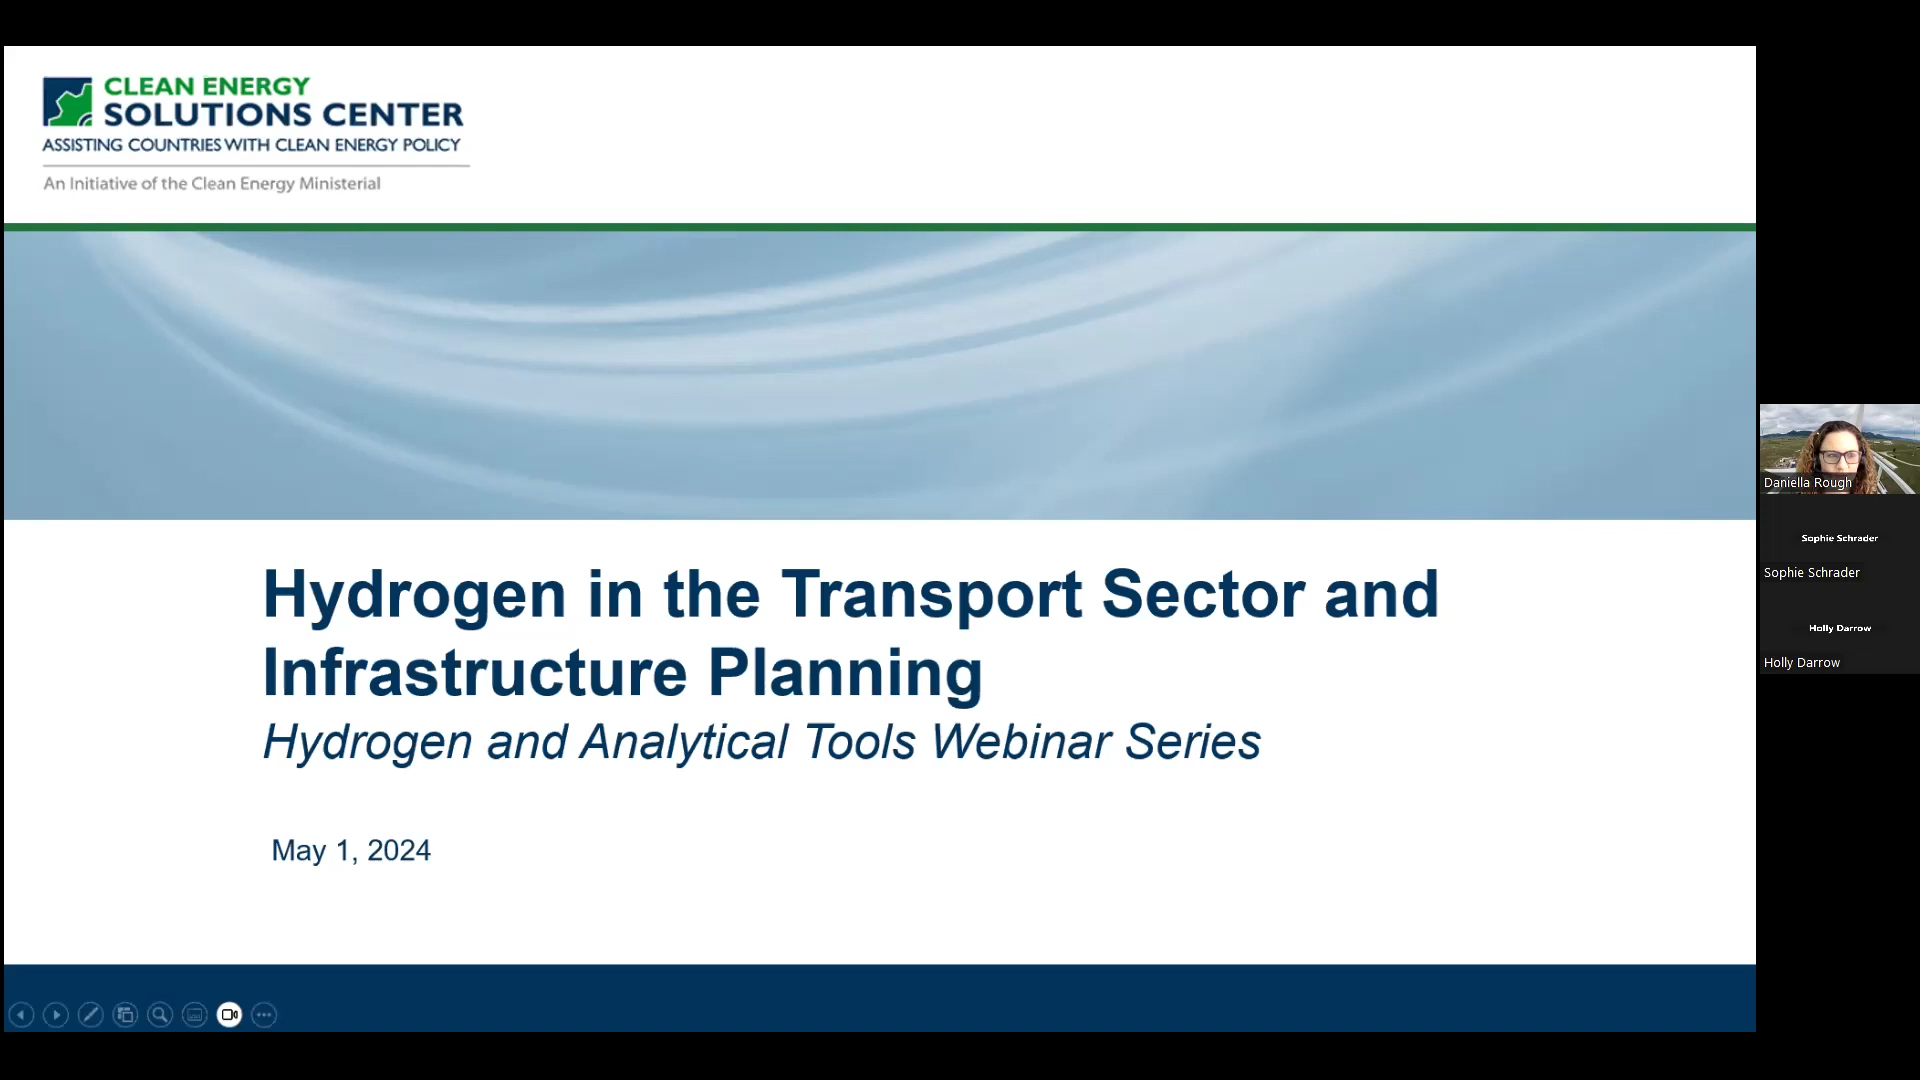 CLEAN ENERGY
SOLUTIONS CENTER
ASSISTING COUNTRIES WITH CLEAN ENERGY POLICY
An Initiative of the Clean Energy Ministerial
Hydrogen in the Transport Sector and
Infrastructure Planning
Hydrogen and Analytical Tools Webinar Series
May 1, 2024
Daniella Rough
Sophie Schrader
Sophie Schrader
Holly Darrow
Holly Darrow